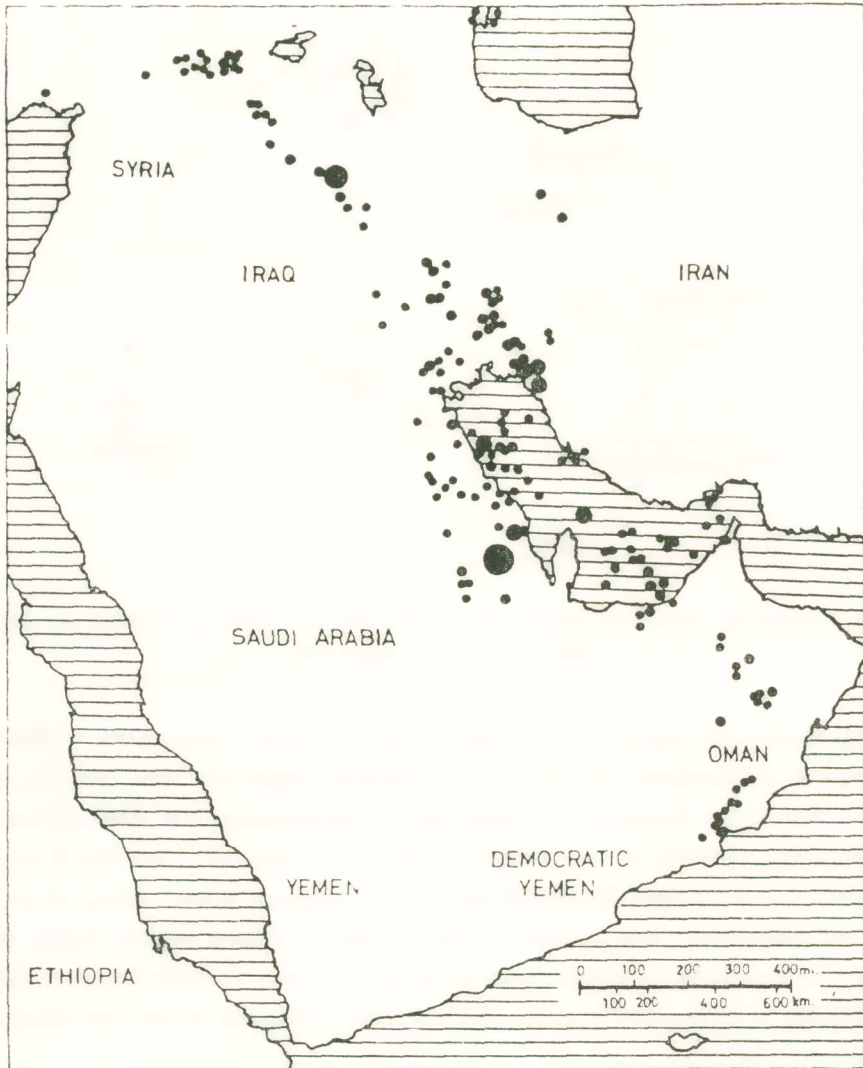 SYRIA
IRAQ
IRAN
SAUDI ARABIA
OMAN
DEMOCRATIC
YEMEN
YEMEN
ETHIOPIA
0 100 200 300 400 mi.
100 200 400 600 km.